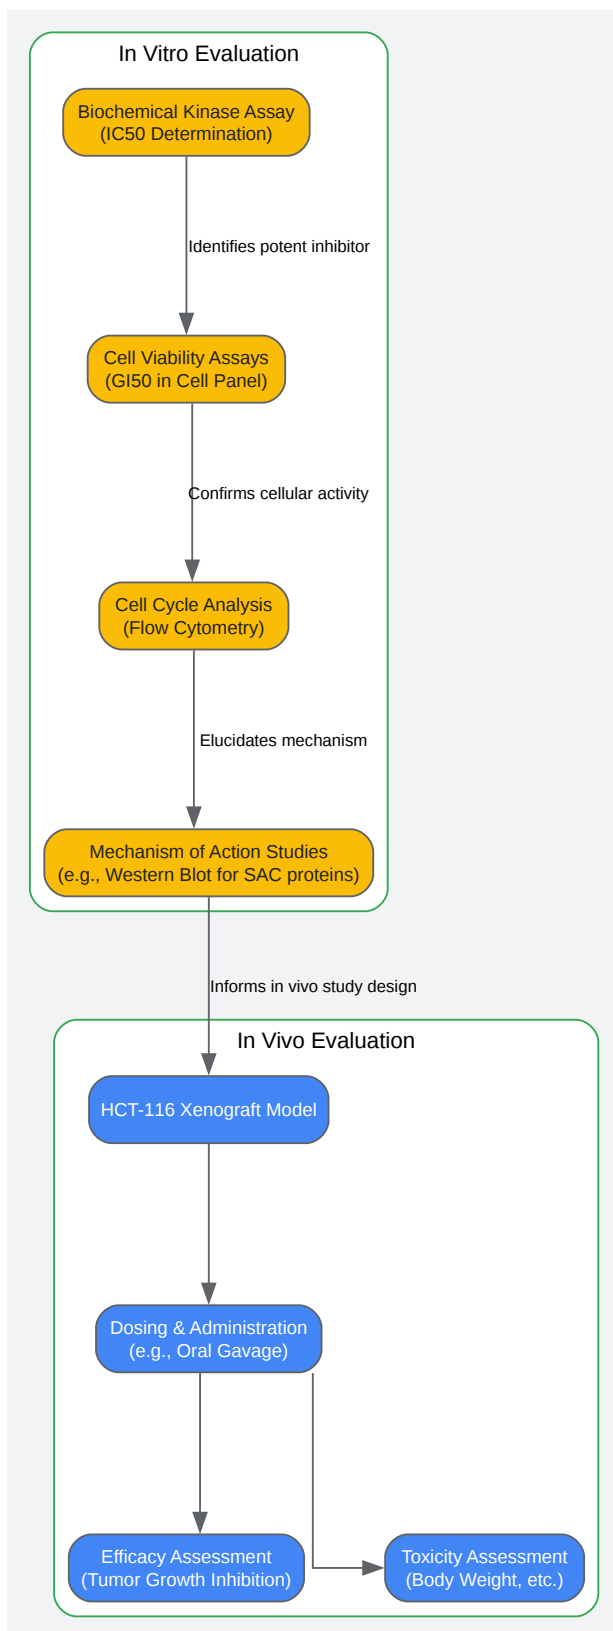 In Vitro Evaluation
Biochemical Kinase Assay
(IC50 Determination)
Identifies potent inhibitor
Cell Viability Assays
(GI50 in Cell Panel)
Confirms cellular activity
Cell Cycle Analysis
(Flow Cytometry)
Elucidates mechanism
Mechanism of Action Studies
(e.g., Western Blot for SAC proteins)
Informs in vivo study design
In Vivo Evaluation
HCT-116 Xenograft Model
Dosing & Administration
(e.g., Oral Gavage)
Efficacy Assessment
(Tumor Growth Inhibition)
Toxicity Assessment
(Body Weight, etc.)